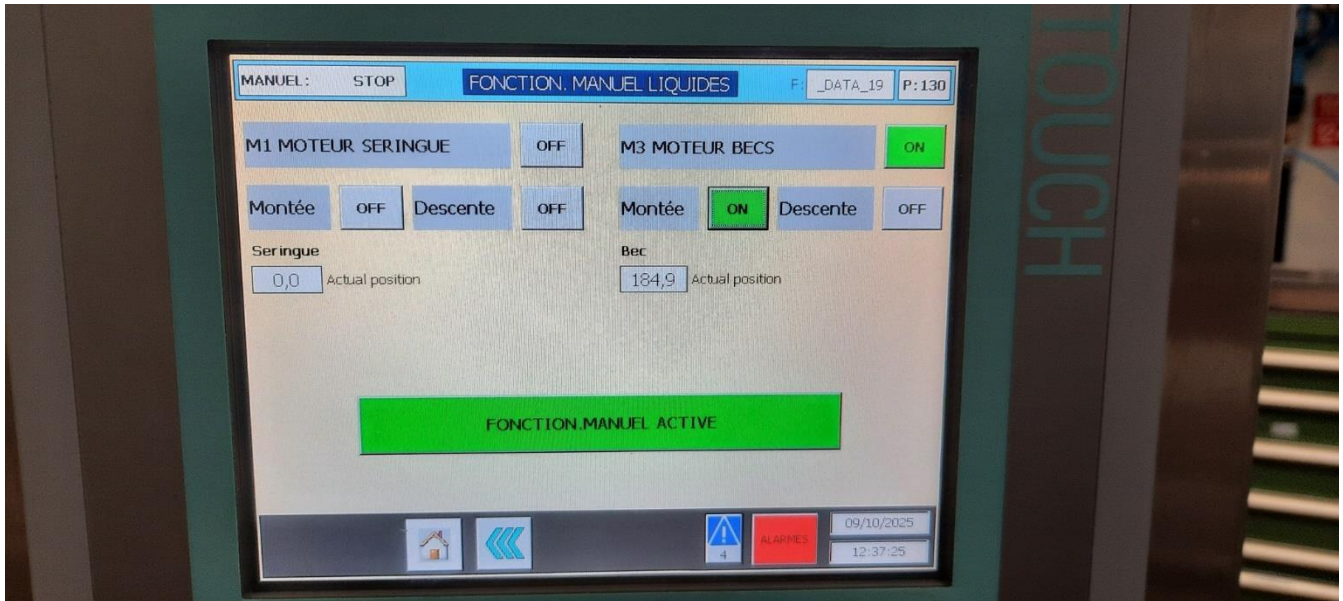 MANUEL: STOP FONCTION. MANUEL LIQUIDES F: _DATA_19 P:130
M1 MOTEUR SERINGUE OFF M3 MOTEUR BECS ON
Montée OFF Descente OFF Montée ON Descente OFF
Seringue Bec
0,0 Actual position 184,9 Actual position
FONCTION.MANUEL ACTIVE
4 ALARMES 09/10/2025
12:37:25
TOUCH